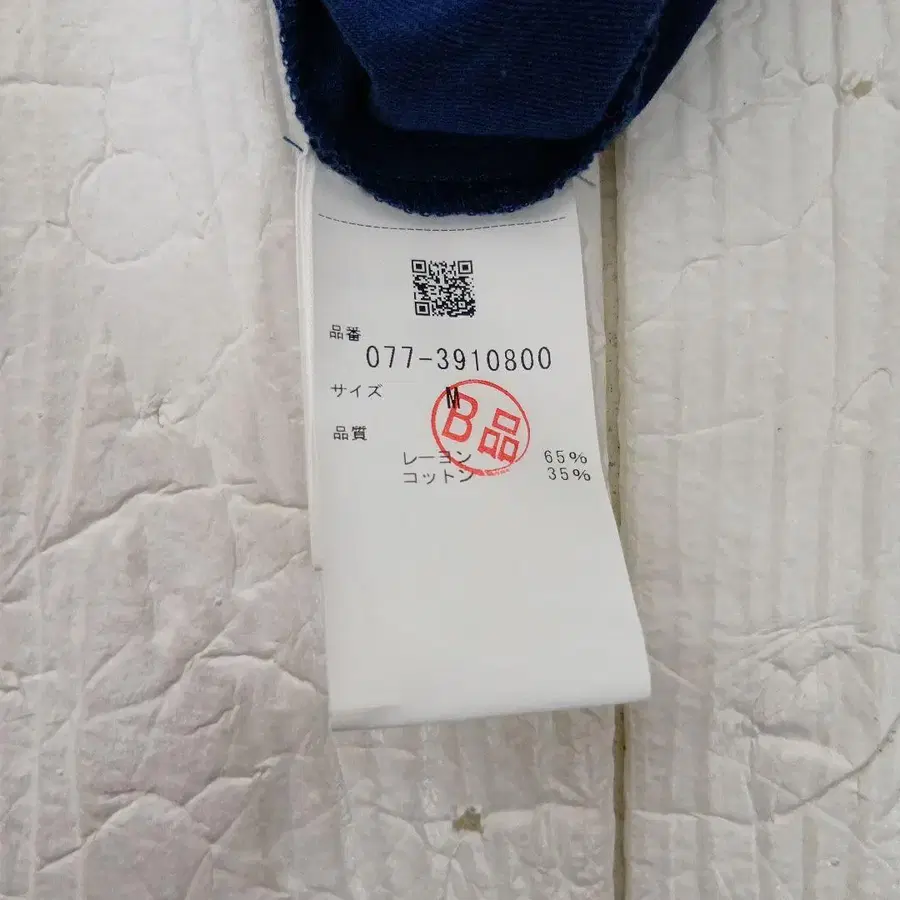 品番
077-3910800
サイズ M
B品
品質
レーヨン 65%
コットン 35%